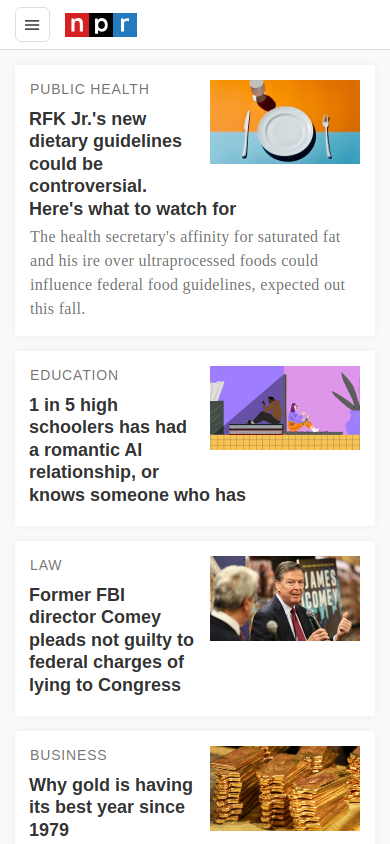 npr
PUBLIC HEALTH
RFK Jr.'s new
dietary guidelines
could be
controversial.
Here's what to watch for
The health secretary's affinity for saturated fat
and his ire over ultraprocessed foods could
influence federal food guidelines, expected out
this fall.
EDUCATION
1 in 5 high
schoolers has had
a romantic AI
relationship, or
knows someone who has
LAW
Former FBI
director Comey
pleads not guilty to
federal charges of
lying to Congress
JAMES
COMEY
BUSINESS
Why gold is having
its best year since
1979